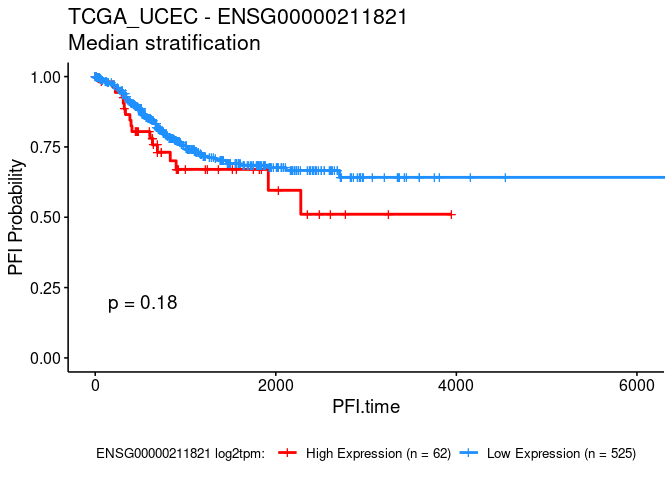 TCGA_UCEC - ENSG00000211821
Median stratification
1.00
0.75
0.50
0.25
0.00
PFI Probability
p = 0.18
0 2000 4000 6000
PFI.time
ENSG00000211821 log2tpm: High Expression (n = 62) Low Expression (n = 525)